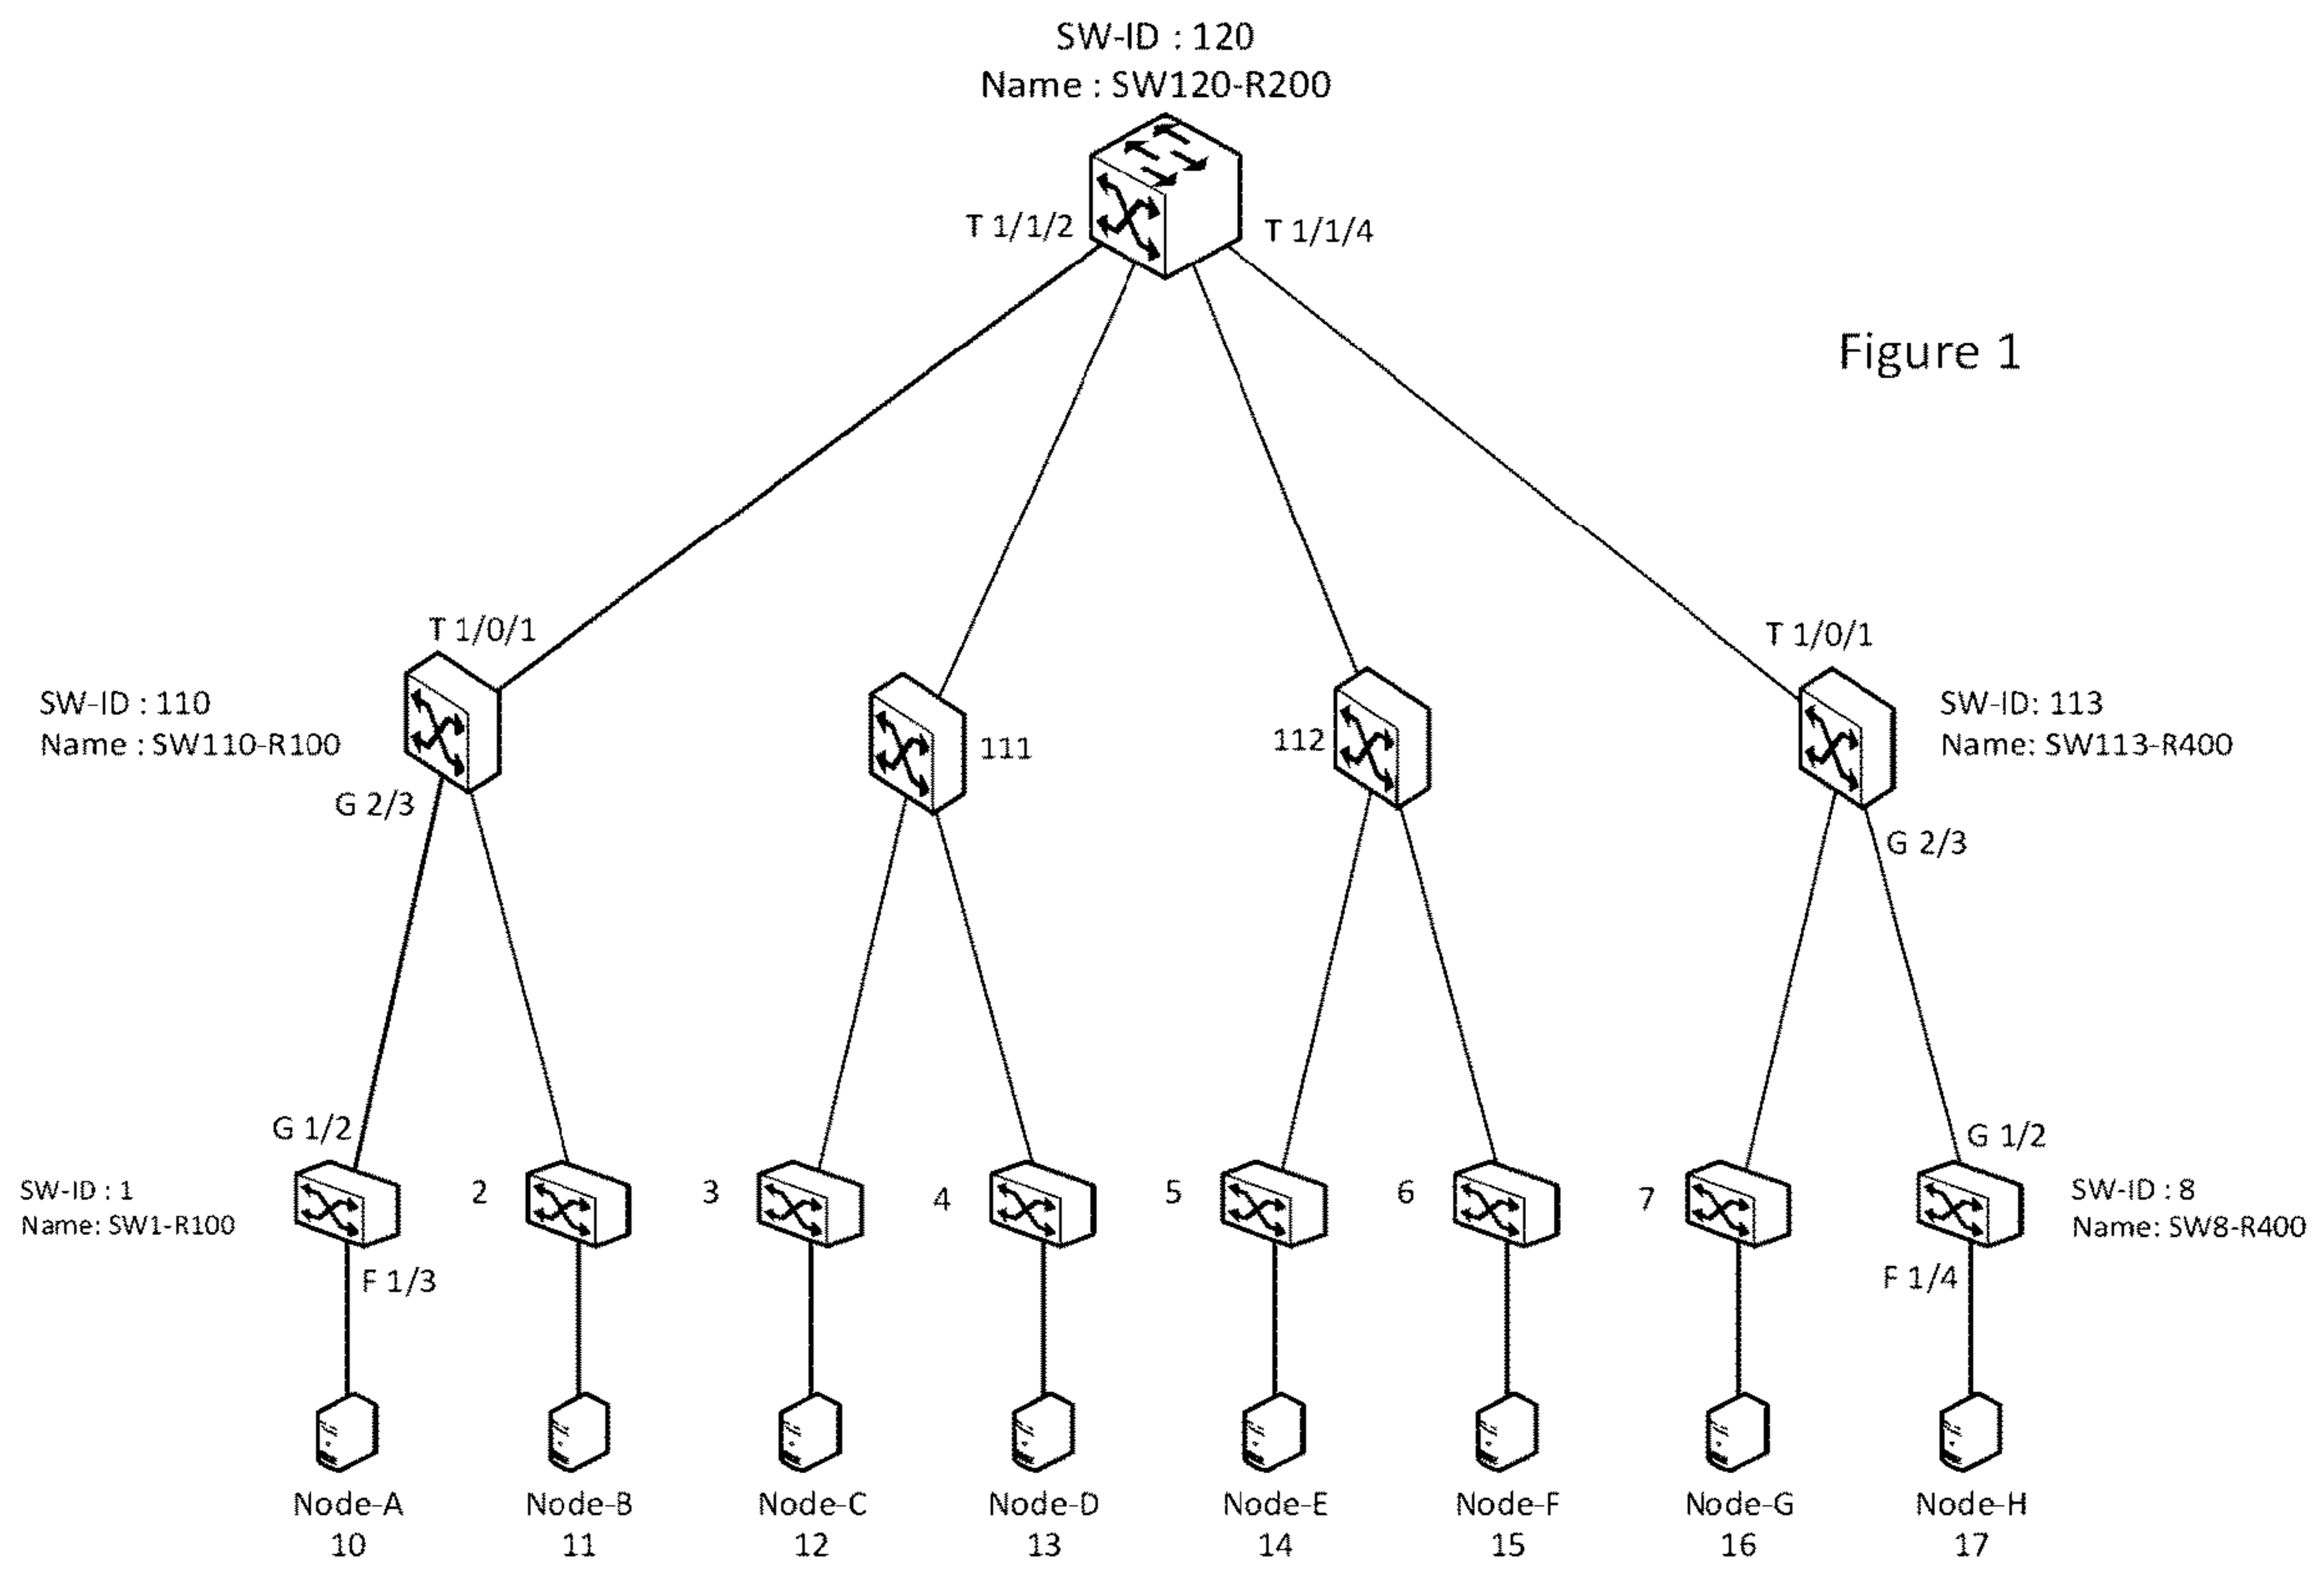 SW-ID : 120
Name : SW120-R200
T 1/1/2
T 1/1/4
Figure 1
T 1/0/1
T 1/0/1
SW-ID : 110
Name : SW110-R100
111
112
SW-ID: 113
Name: SW113-R400
G 2/3
G 2/3
G 1/2
G 1/2
SW-ID : 1
Name: SW1-R100
2
3
4
5
6
7
SW-ID : 8
Name: SW8-R400
F 1/3
F 1/4
Node-A
10
Node-B
11
Node-C
12
Node-D
13
Node-E
14
Node-F
15
Node-G
16
Node-H
17